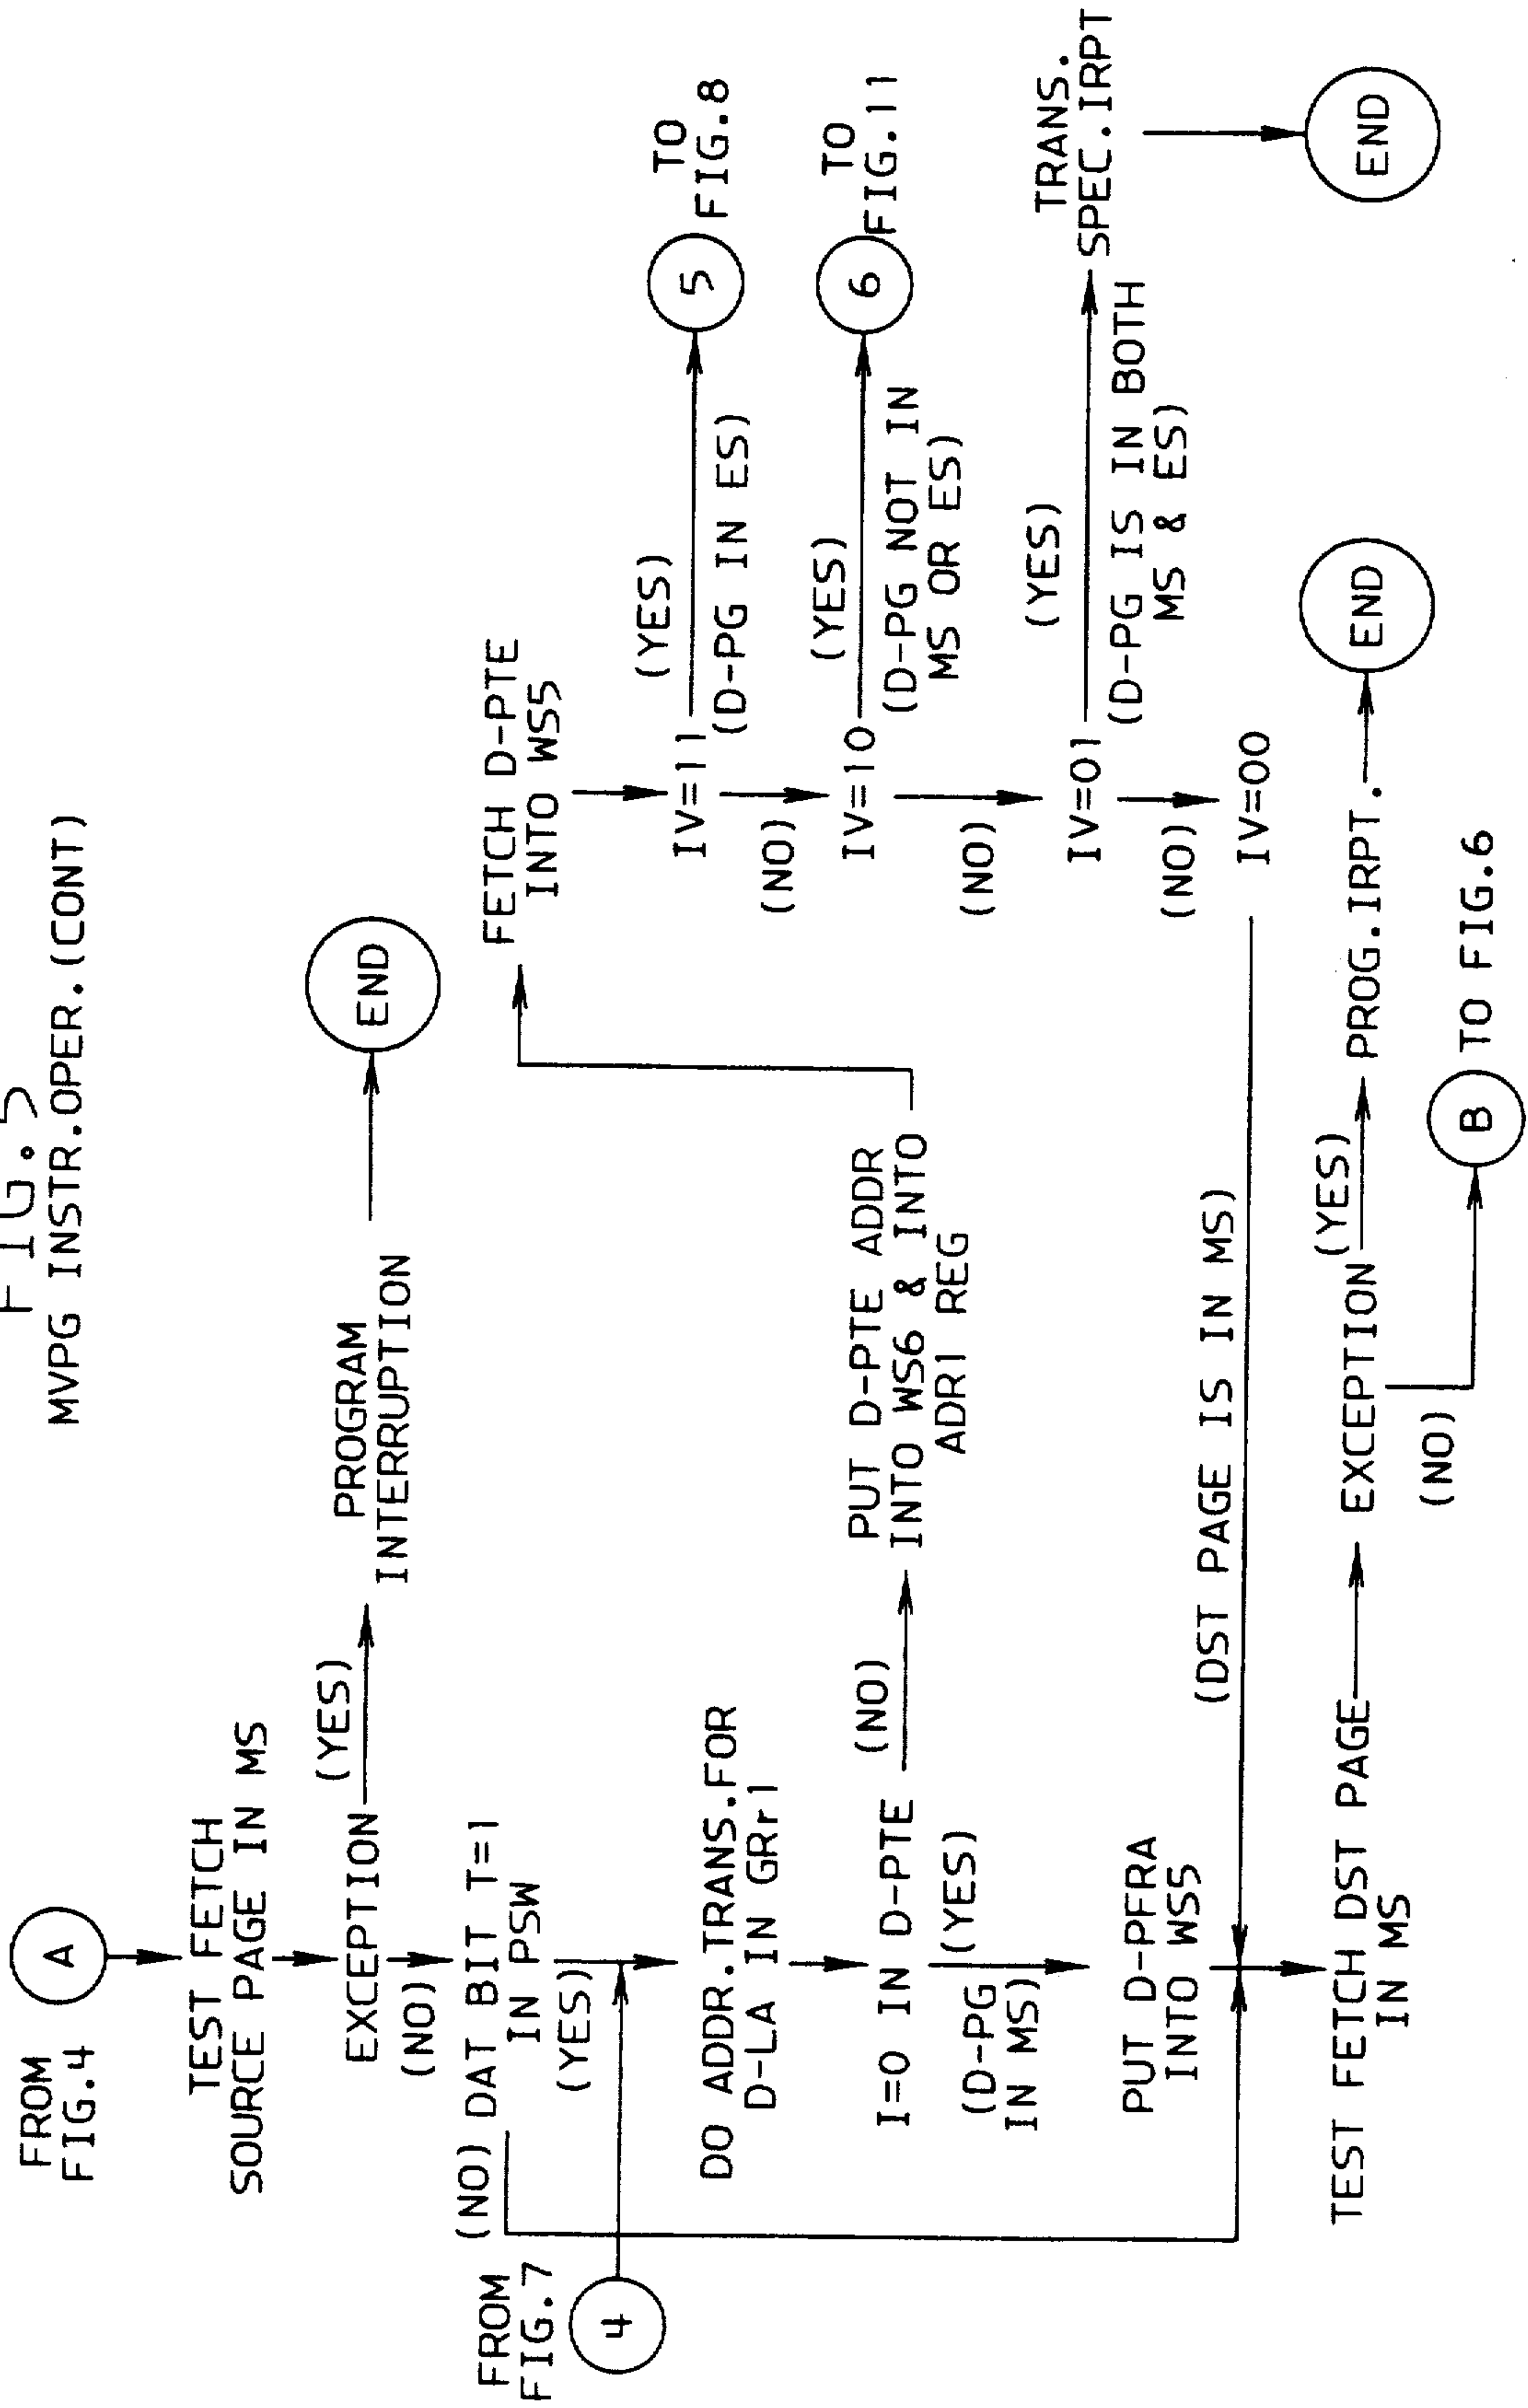 FIG.5
MVPG INSTR.OPER.(CONT)
FROM
FIG.4
A
TEST FETCH
SOURCE PAGE IN MS
EXCEPTION
(YES)
PROGRAM
INTERRUPTION
END
(NO)
(NO)
DAT BIT T=1
IN PSW
(YES)
FROM
FIG.7
4
DO ADDR.TRANS.FOR
D-LA IN GRr1
I=0 IN D-PTE
(NO)
PUT D-PTE ADDR
INTO WS6 & INTO
ADR1 REG
(YES)
(D-PG
IN MS)
PUT D-PFRA
INTO WS5
FETCH D-PTE
INTO WS5
IV=11
(YES)
(D-PG IN ES)
5
TO
FIG.8
(NO)
IV=10
(YES)
(D-PG NOT IN
MS OR ES)
6
TO
FIG.11
(NO)
IV=01
(YES)
(D-PG IS IN BOTH
MS & ES)
TRANS.
SPEC.IRPT
END
(NO)
IV=00
(DST PAGE IS IN MS)
TEST FETCH DST PAGE
IN MS
EXCEPTION
(YES)
PROG.IRPT.
END
(NO)
B
TO FIG.6